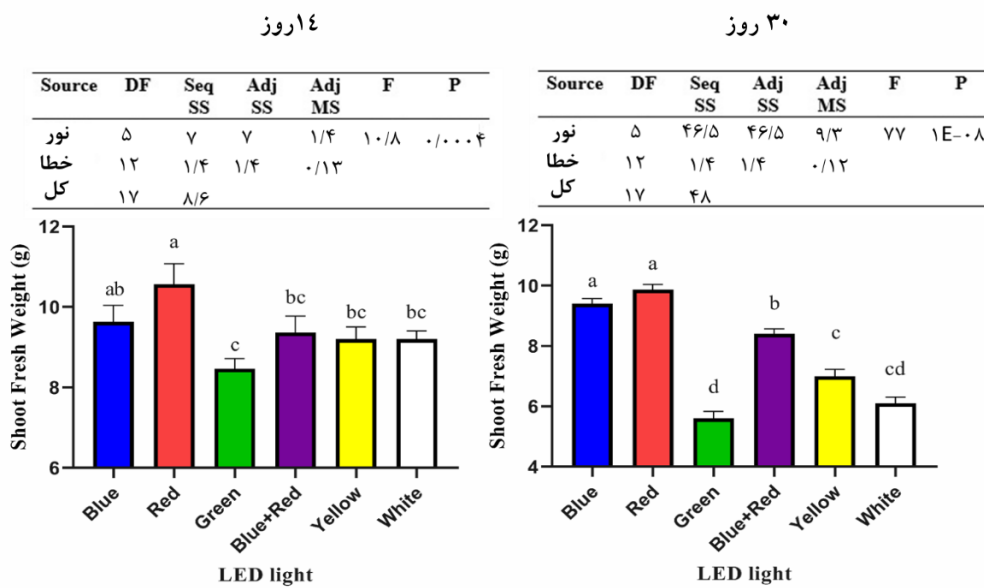 ١٤روز
Source DF Seq SS Adj SS Adj MS F P
نور ۵ ۷ ۷ ۱/۴ ۱۰/۸ ۰/۰۰۰۴
خطا ۱۲ ۱/۴ ۱/۴ ۰/۱۳
کل ۱۷ ۸/۶
12
10
8
6
Shoot Fresh Weight (g)
ab
a
c
bc
bc
bc
Blue
Red
Green
Blue+Red
Yellow
White
LED light
٣٠ روز
Source DF Seq SS Adj SS Adj MS F P
نور ۵ ۴۶/۵ ۴۶/۵ ۹/۳ ۷۷ ۱E-۰۸
خطا ۱۲ ۱/۴ ۱/۴ ۰/۱۲
کل ۱۷ ۴۸
12
10
8
6
4
Shoot Fresh Weight (g)
a
a
d
b
c
cd
Blue
Red
Green
Blue+Red
Yellow
White
LED light